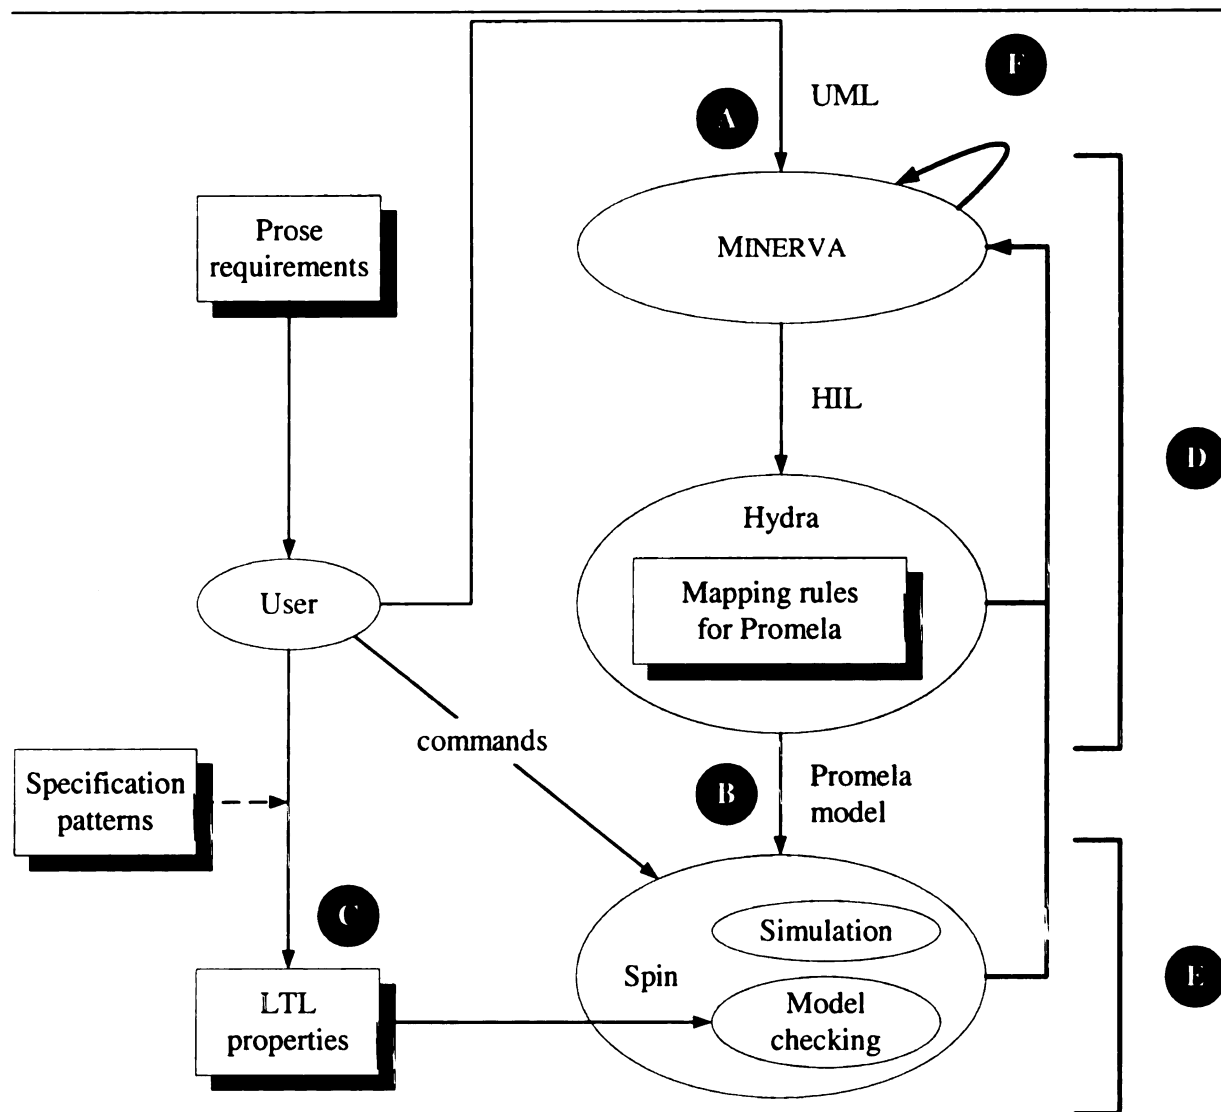 F
A
UML
Prose
requirements
MINERVA
HIL
D
Hydra
Mapping rules
for Promela
User
commands
Specification
patterns
B
Promela
model
C
Simulation
Spin
E
LTL
properties
Model
checking